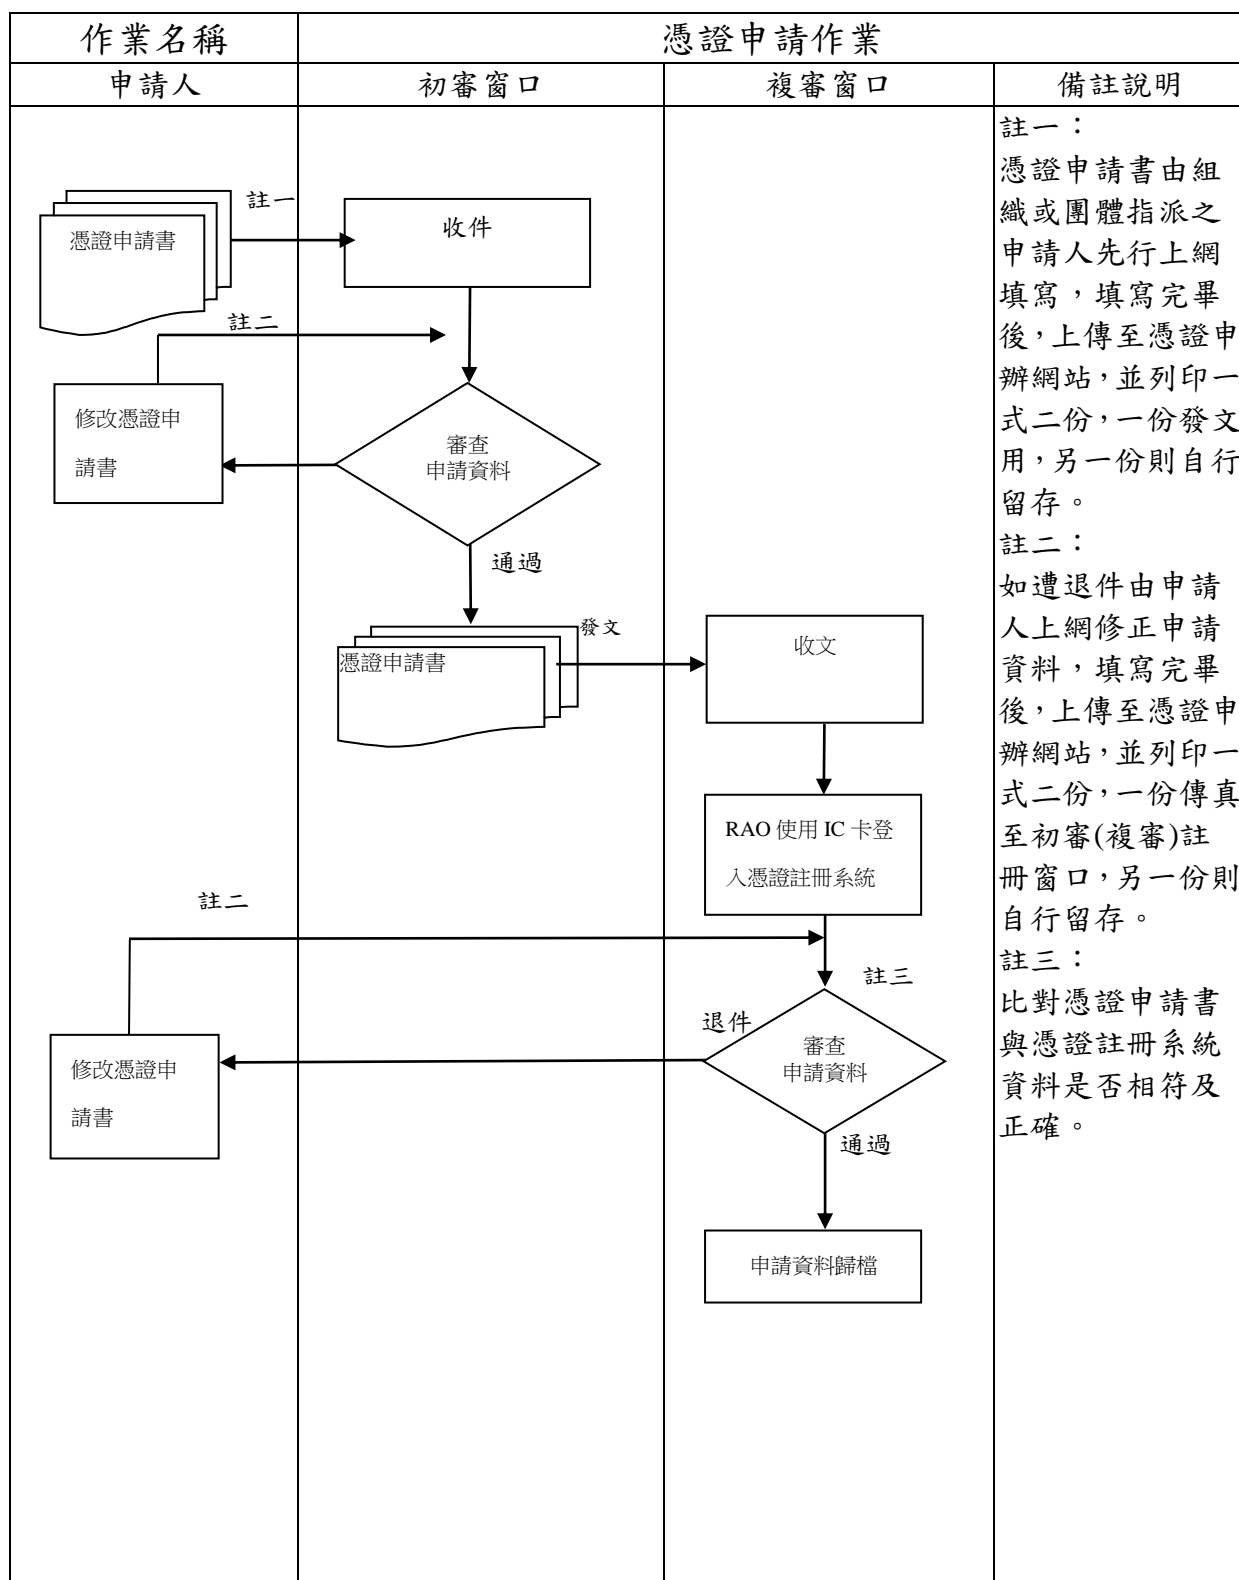 作業名稱
憑證申請作業
申請人
初審窗口
複審窗口
備註說明
憑證申請書
註一
收件
註二
修改憑證申
請書
審查
申請資料
通過
憑證申請書
發文
收文
RAO 使用 IC 卡登
入憑證註冊系統
註二
註三
退件
審查
申請資料
修改憑證申
請書
通過
申請資料歸檔
註一：
憑證申請書由組
織或團體指派之
申請人先行上網
填寫，填寫完畢
後，上傳至憑證申
辦網站，並列印一
式二份，一份發文
用，另一份則自行
留存。
註二：
如遭退件由申請
人上網修正申請
資料，填寫完畢
後，上傳至憑證申
辦網站，並列印一
式二份，一份傳真
至初審(複審)註
冊窗口，另一份則
自行留存。
註三：
比對憑證申請書
與憑證註冊系統
資料是否相符及
正確。